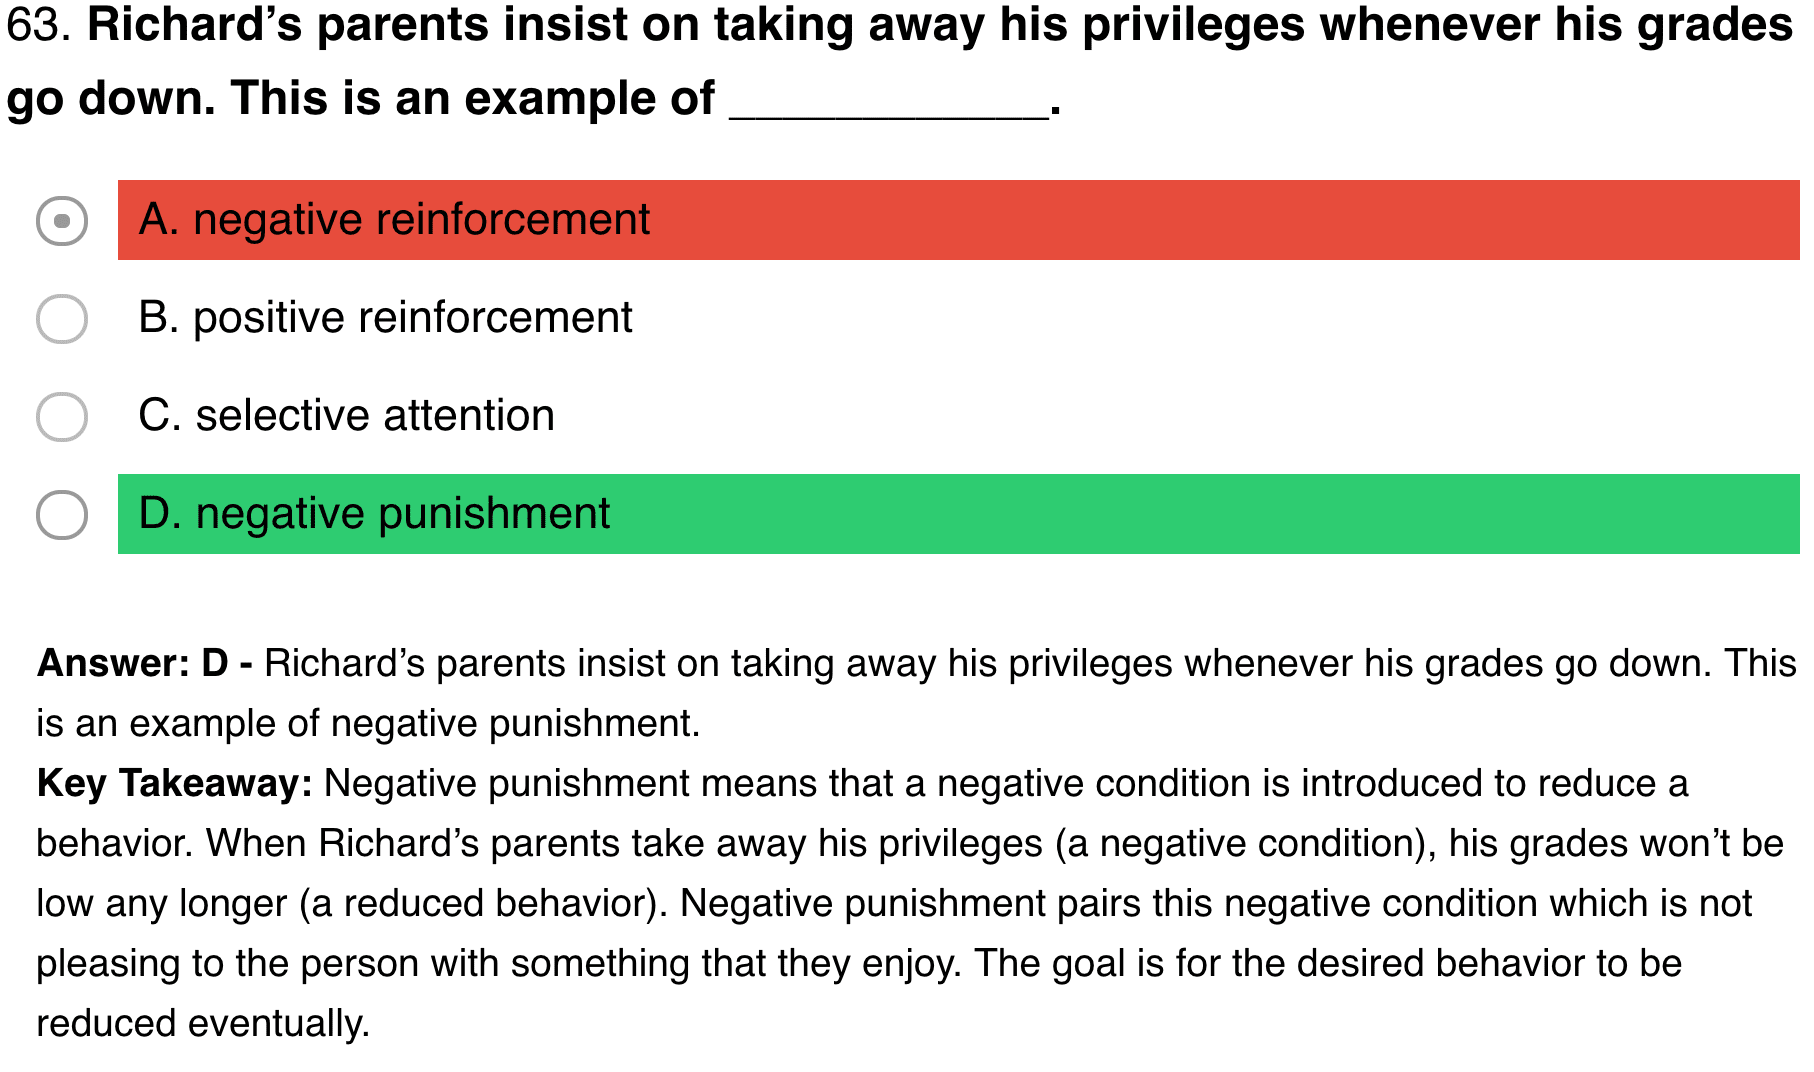 63. Richard’s parents insist on taking away his privileges whenever his grades
go down. This is an example of ____________.
A. negative reinforcement
B. positive reinforcement
C. selective attention
D. negative punishment
Answer: D - Richard’s parents insist on taking away his privileges whenever his grades go down. This
is an example of negative punishment.
Key Takeaway: Negative punishment means that a negative condition is introduced to reduce a
behavior. When Richard’s parents take away his privileges (a negative condition), his grades won’t be
low any longer (a reduced behavior). Negative punishment pairs this negative condition which is not
pleasing to the person with something that they enjoy. The goal is for the desired behavior to be
reduced eventually.